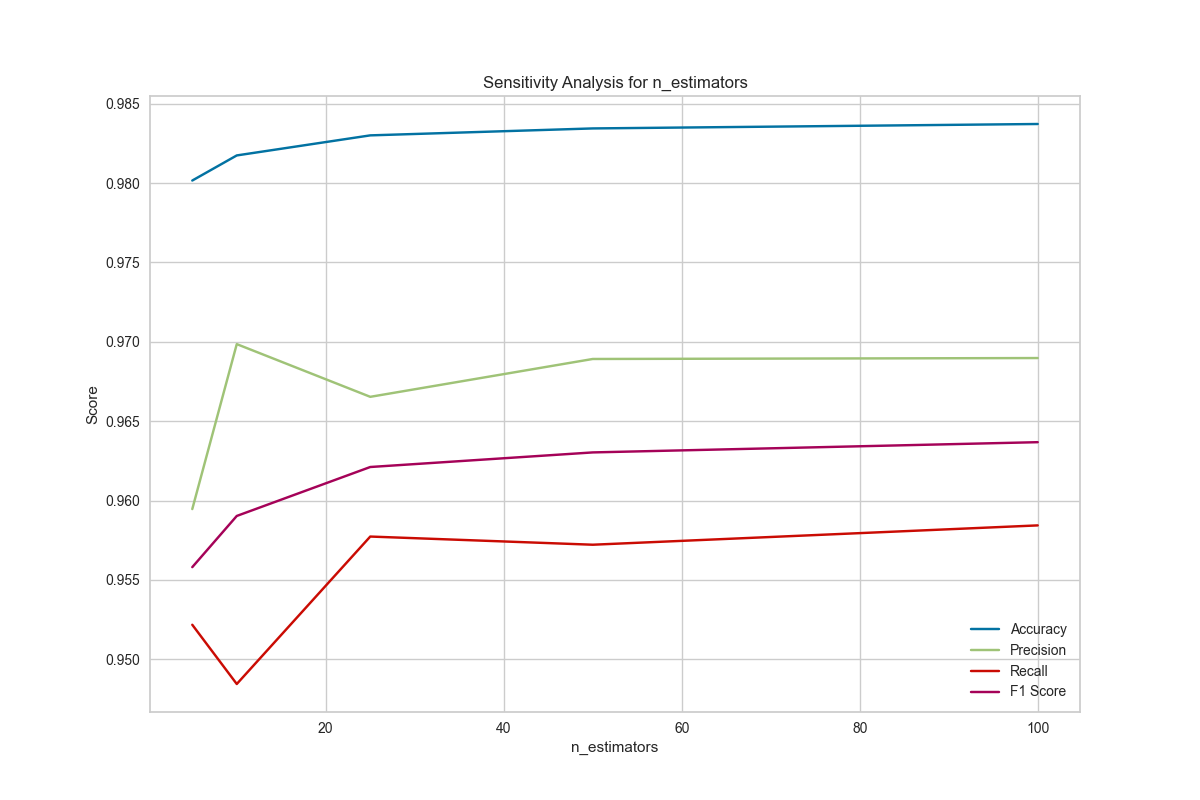 Sensitivity Analysis for n_estimators
0.985
0.980
0.975
0.970
0.965
0.960
0.955
0.950
Score
Accuracy
Precision
Recall
F1 Score
20
40
60
80
100
n_estimators